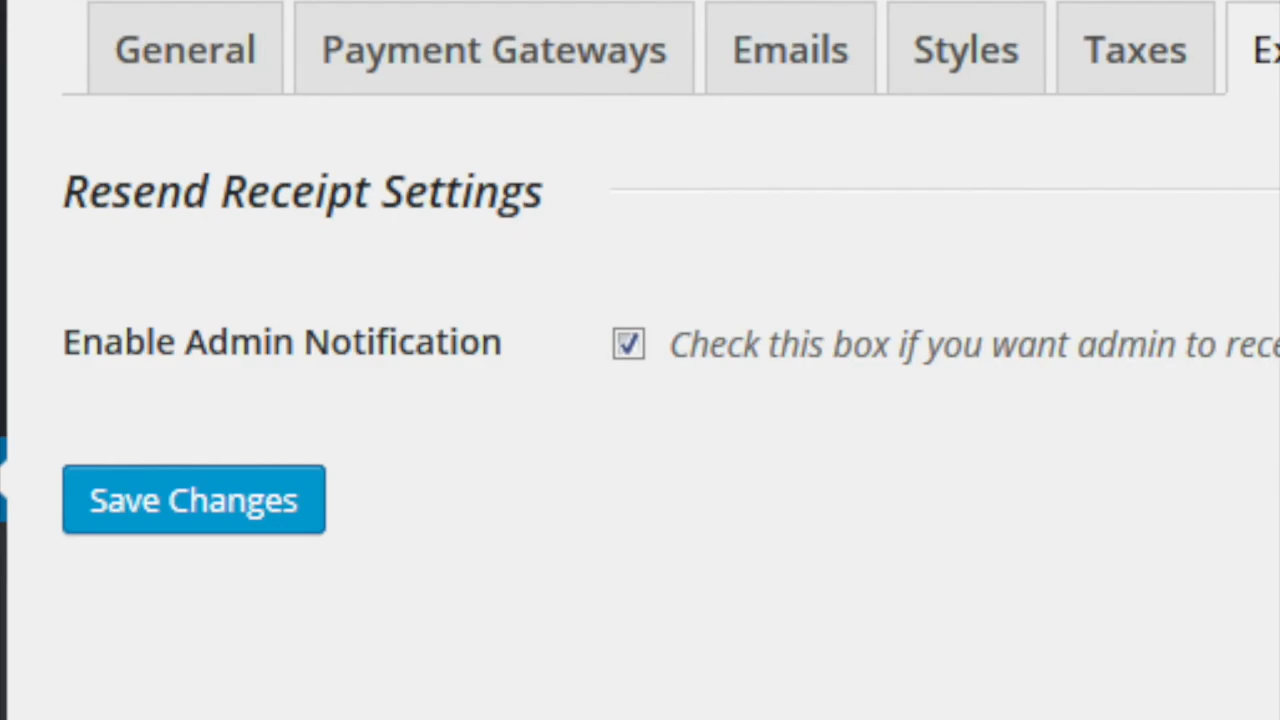 General Payment Gateways Emails Styles Taxes
Resend Receipt Settings
Enable Admin Notification
Check this box if you want admin to
Save Changes